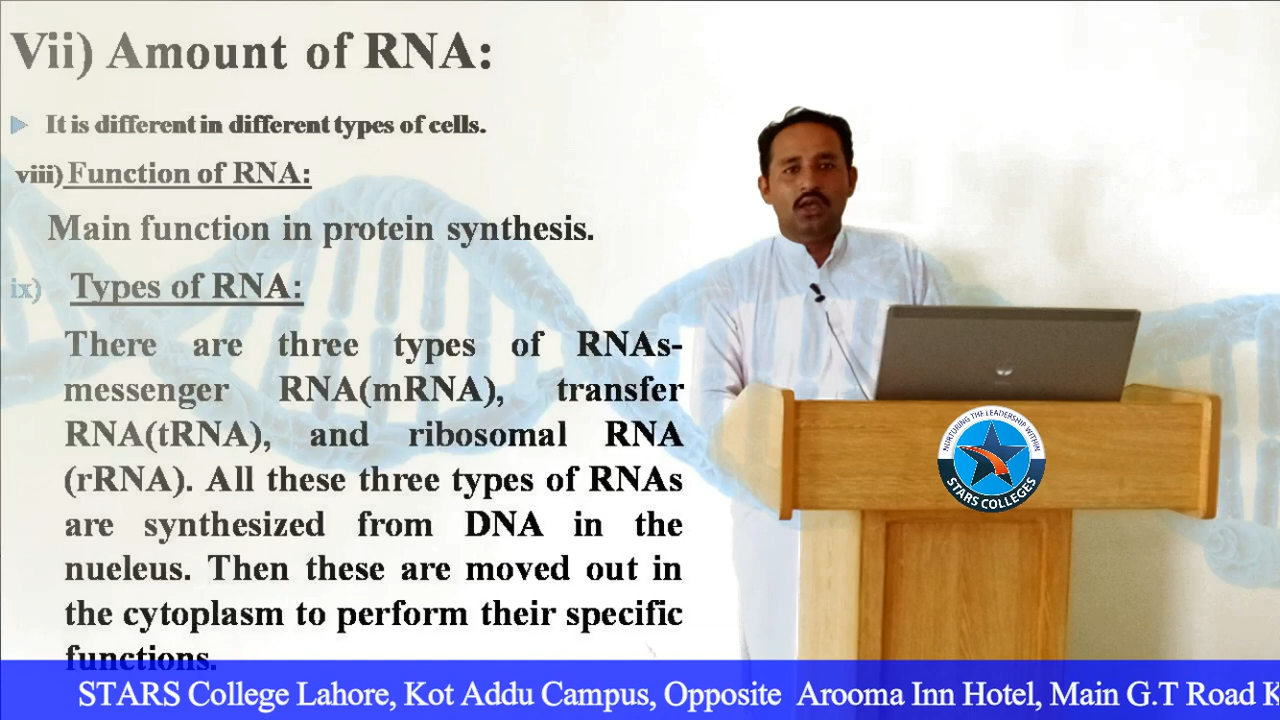 Vii) Amount of RNA:
It is different in different types of cells.
viii) Function of RNA:
Main function in protein synthesis.
ix) Types of RNA:
There are three types of RNAs-
messenger RNA(mRNA), transfer
RNA(tRNA), and ribosomal RNA
(rRNA). All these three types of RNAs
are synthesized from DNA in the
nueleus. Then these are moved out in
the cytoplasm to perform their specific
functions.
NURTURING THE LEADERSHIP WITHIN
STARS COLLEGES
STARS College Lahore, Kot Addu Campus, Opposite Arooma Inn Hotel, Main G.T Road K